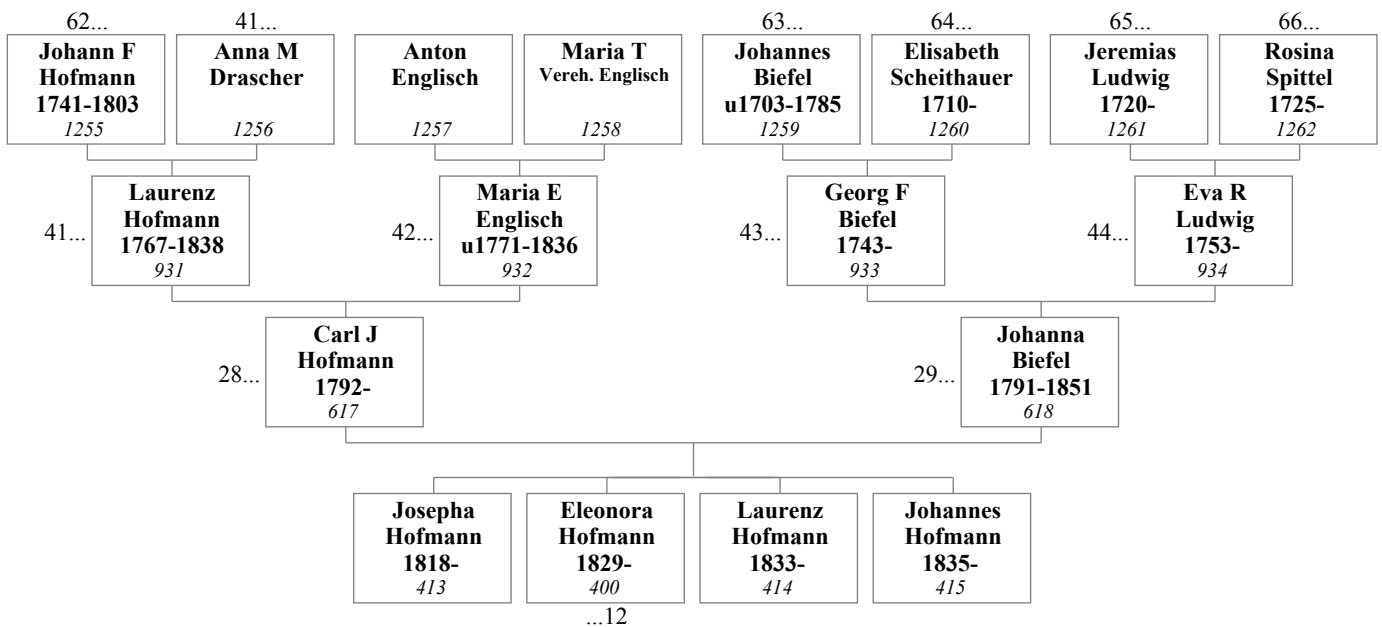 62...
41...
63...
64...
65...
66...
Johann F
Hofmann
1741-1803
1255
Anna M
Drascher
1256
Anton
Englisch
1257
Maria T
Vereh. Englisch
1258
Johannes
Biefel
u1703-1785
1259
Elisabeth
Scheithauer
1710-
1260
Jeremias
Ludwig
1720-
1261
Rosina
Spittel
1725-
1262
41...
Laurenz
Hofmann
1767-1838
931
42...
Maria E
Englisch
u1771-1836
932
43...
Georg F
Biefel
1743-
933
44...
Eva R
Ludwig
1753-
934
28...
Carl J
Hofmann
1792-
617
29...
Johanna
Biefel
1791-1851
618
Josepha
Hofmann
1818-
413
Eleonora
Hofmann
1829-
400
Laurenz
Hofmann
1833-
414
Johannes
Hofmann
1835-
415
...12